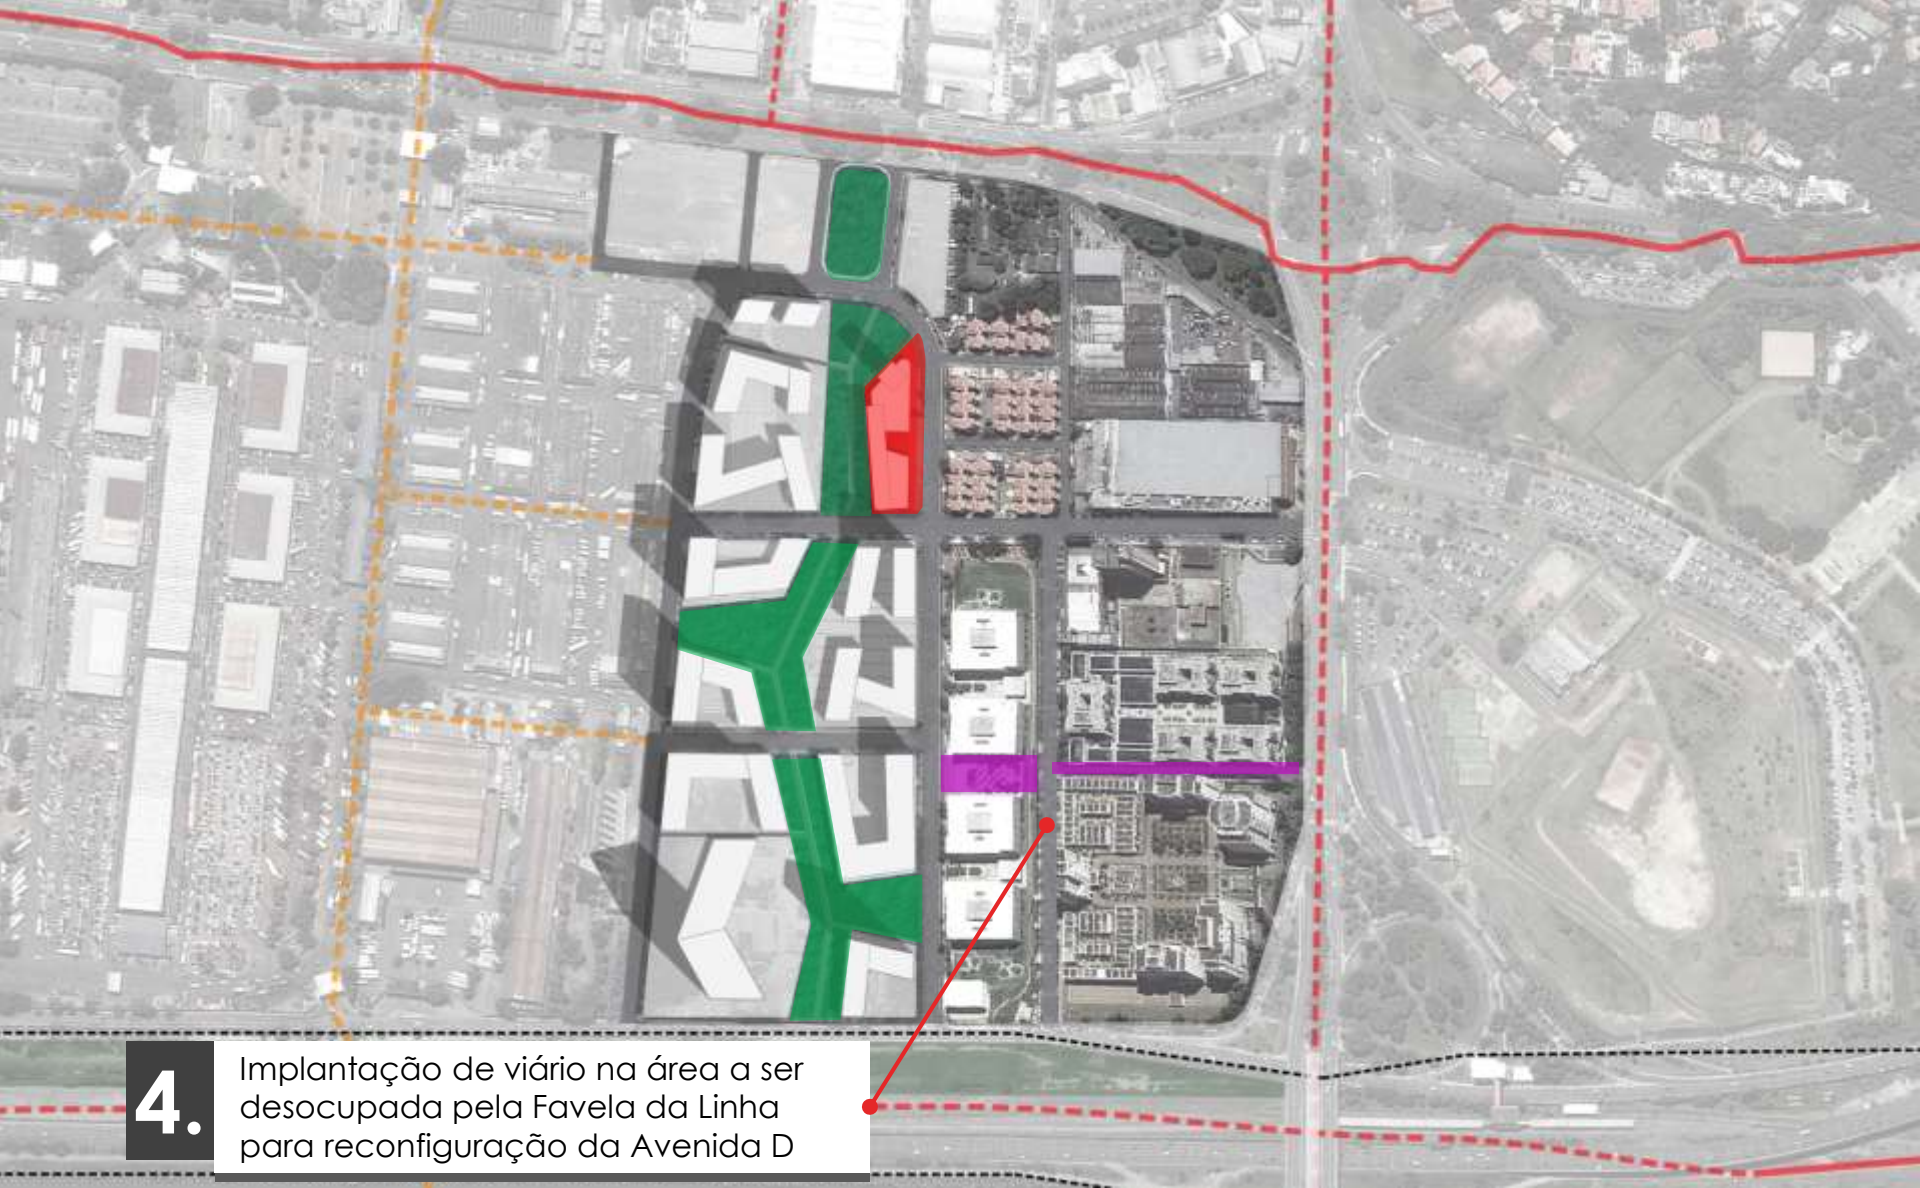 4.
Implantação de viário na área a ser
desocupada pela Favela da Linha
para reconfiguração da Avenida D